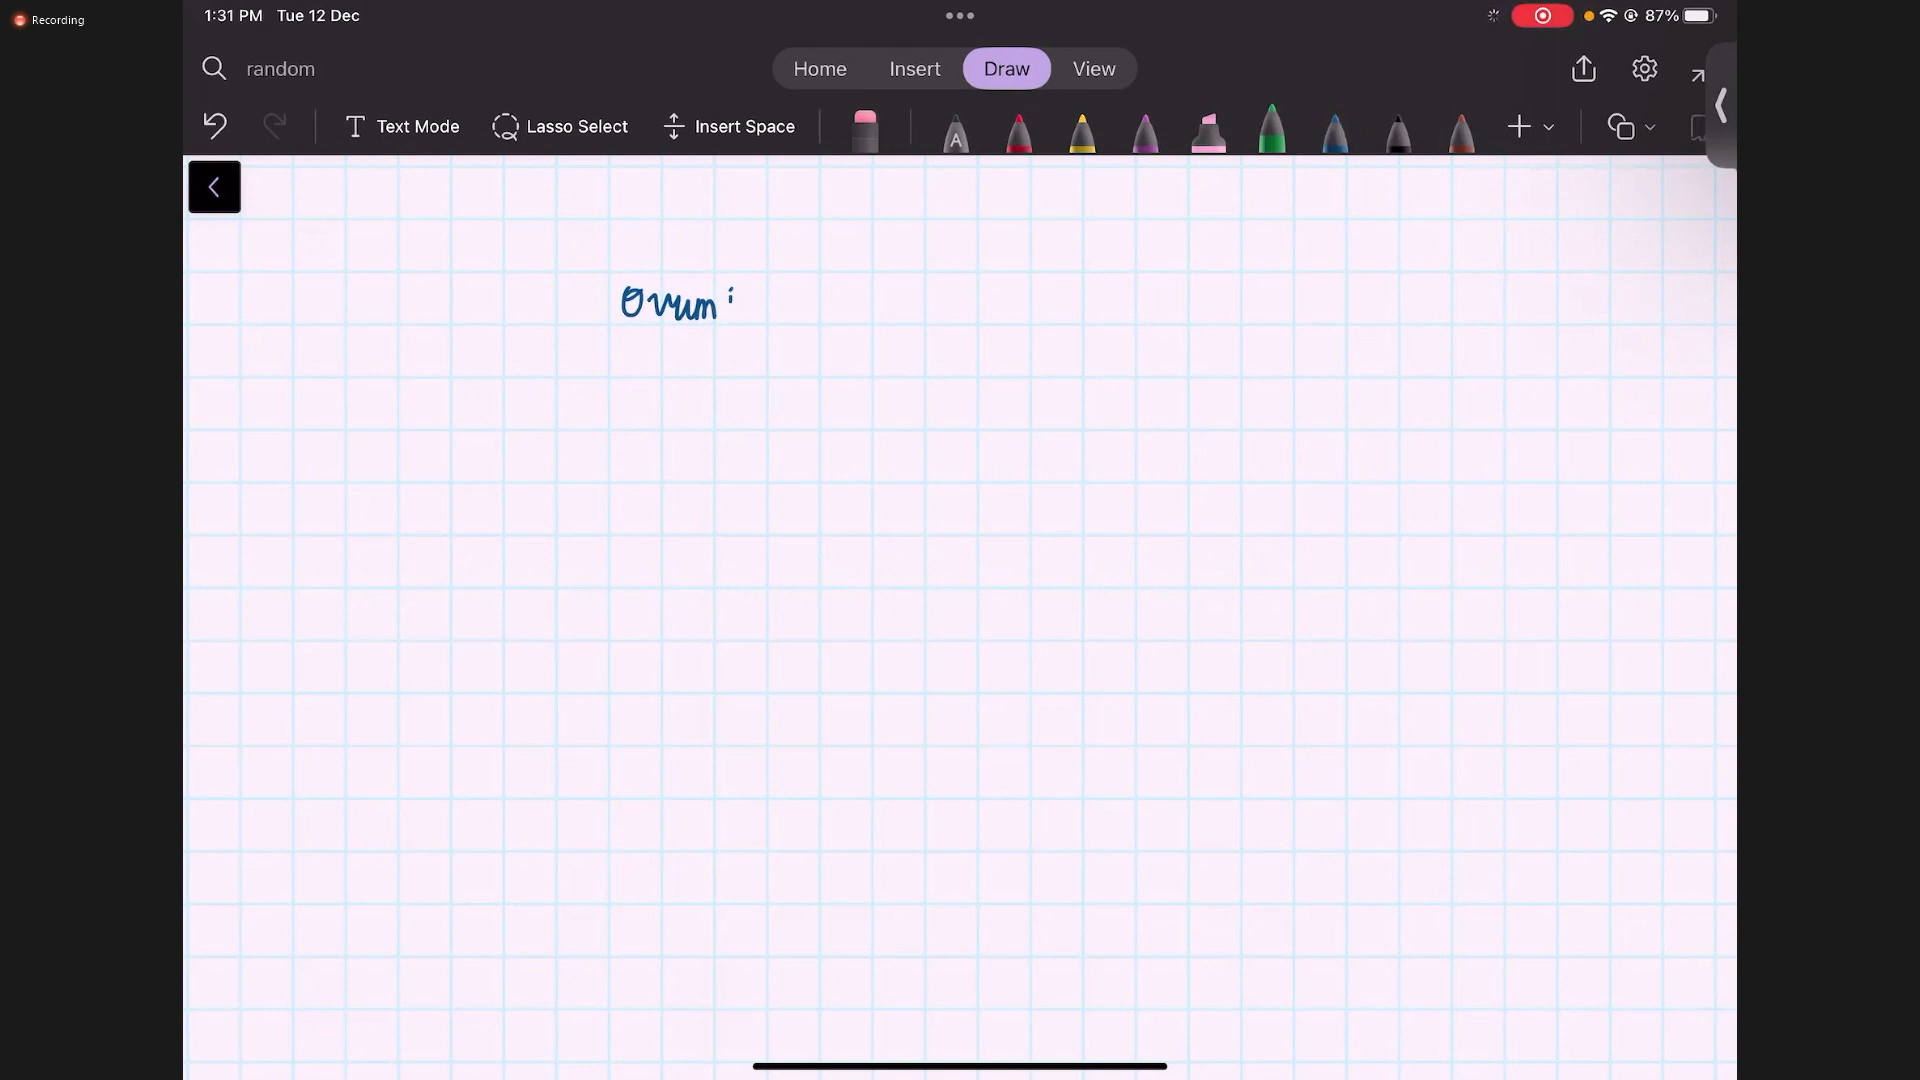 Recording
1:31 PM Tue 12 Dec
87%
random
Home Insert Draw View
Text Mode Lasso Select Insert Space
A
Ovum :